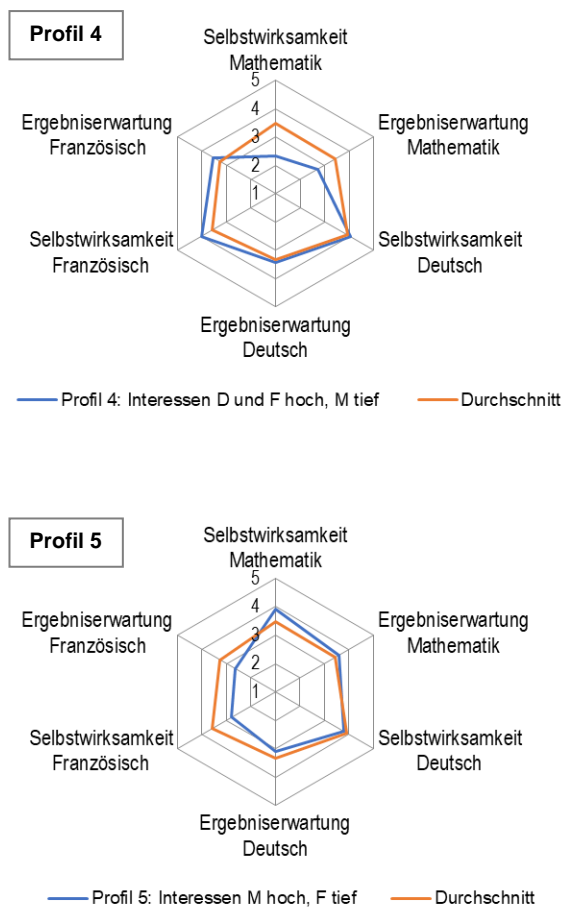 Profil 4
Selbstwirksamkeit
Mathematik
5
4
3
2
1
Ergebniserwartung
Mathematik
Selbstwirksamkeit
Deutsch
Ergebniserwartung
Deutsch
Selbstwirksamkeit
Französisch
Ergebniserwartung
Französisch
Profil 4: Interessen D und F hoch, M tief
Durchschnitt
Profil 5
Selbstwirksamkeit
Mathematik
5
4
3
2
1
Ergebniserwartung
Mathematik
Selbstwirksamkeit
Deutsch
Ergebniserwartung
Deutsch
Selbstwirksamkeit
Französisch
Ergebniserwartung
Französisch
Profil 5: Interessen M hoch, F tief
Durchschnitt